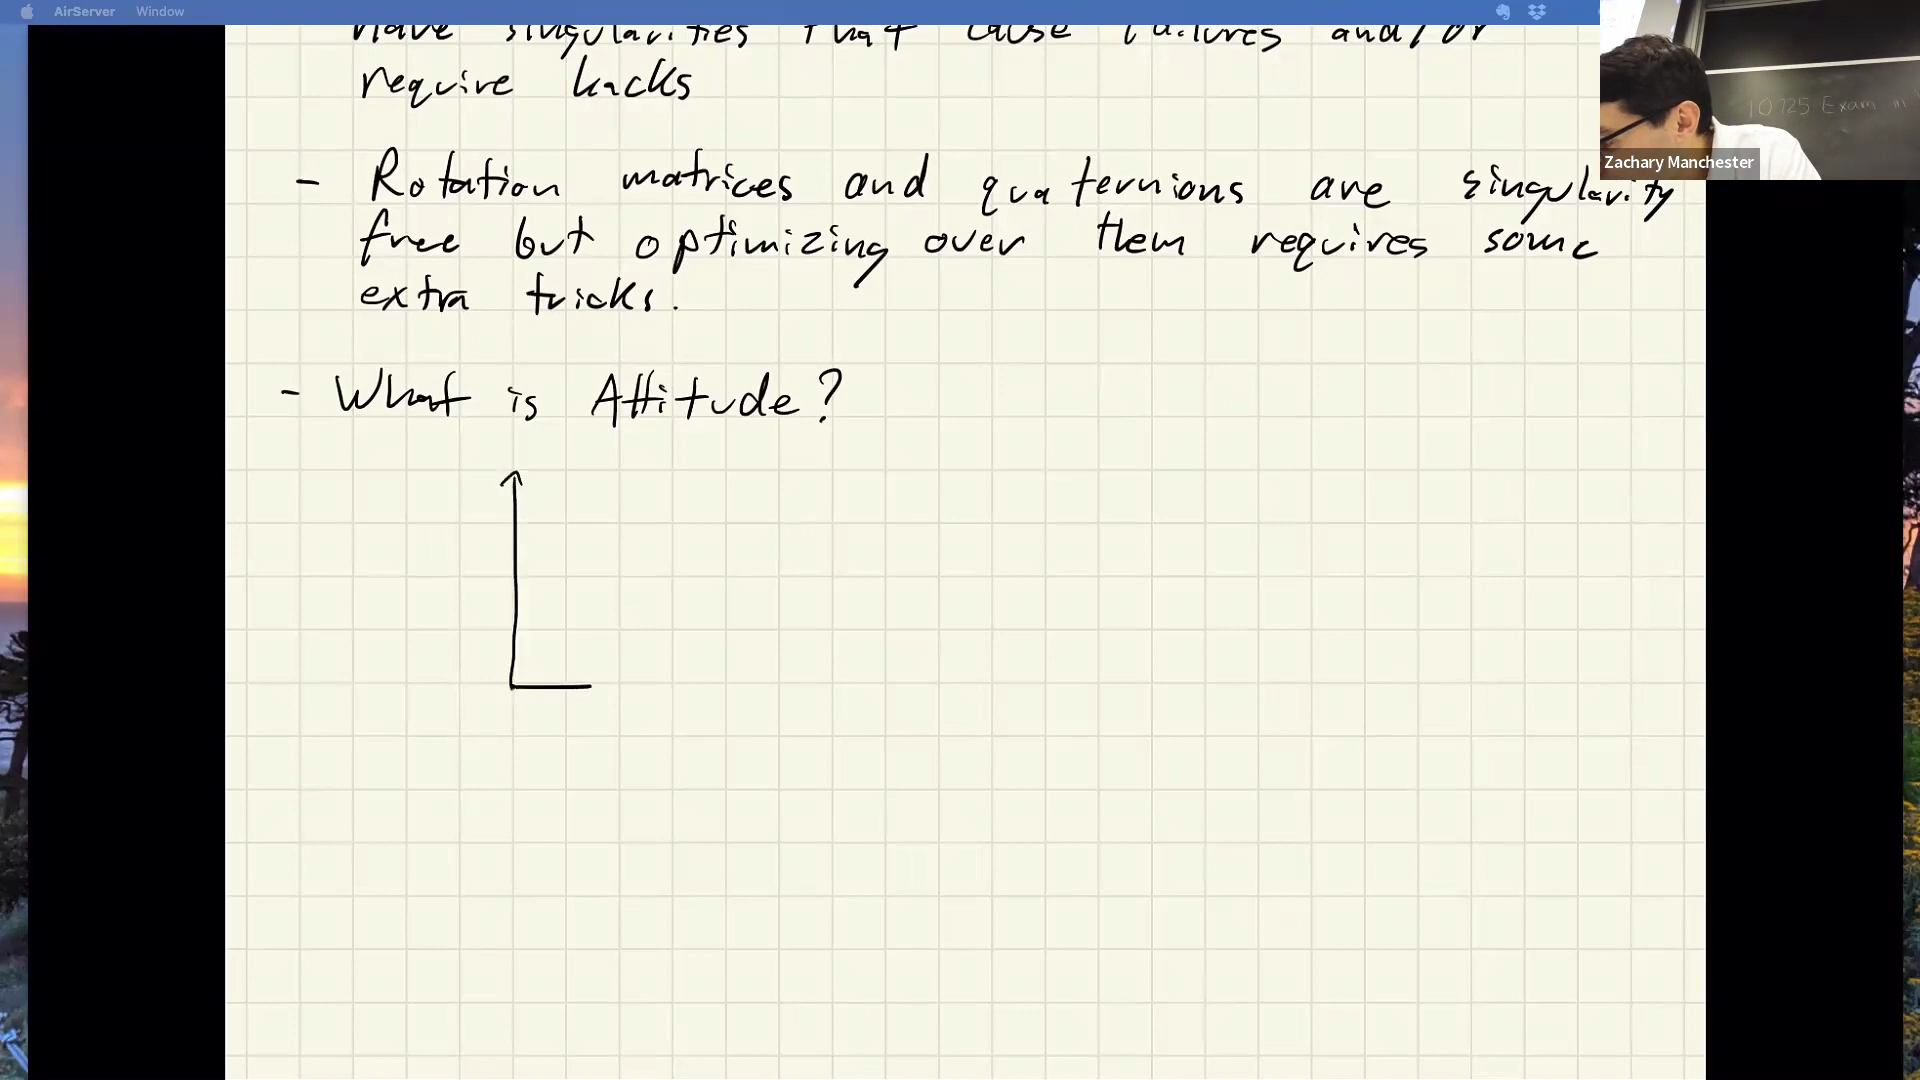 AirServer Window
have singularities that cause failures and/or
require hacks
10725 Exam in
Zachary Manchester
- Rotation matrices and quaternions are singularity
free but optimizing over them requires some
extra tricks.
- What is Attitude?